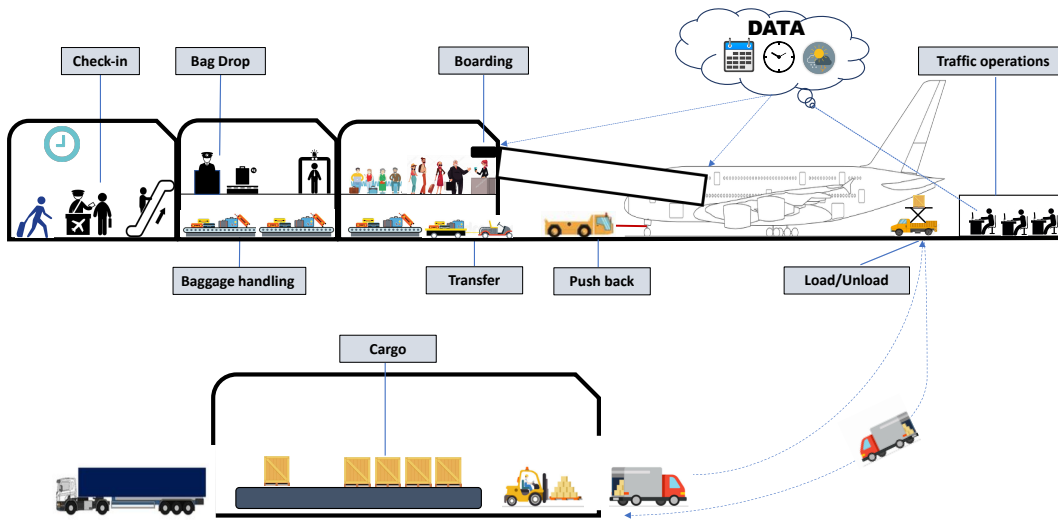 DATA
Check-in
Bag Drop
Boarding
Traffic operations
Baggage handling
Transfer
Push back
Load/Unload
Cargo